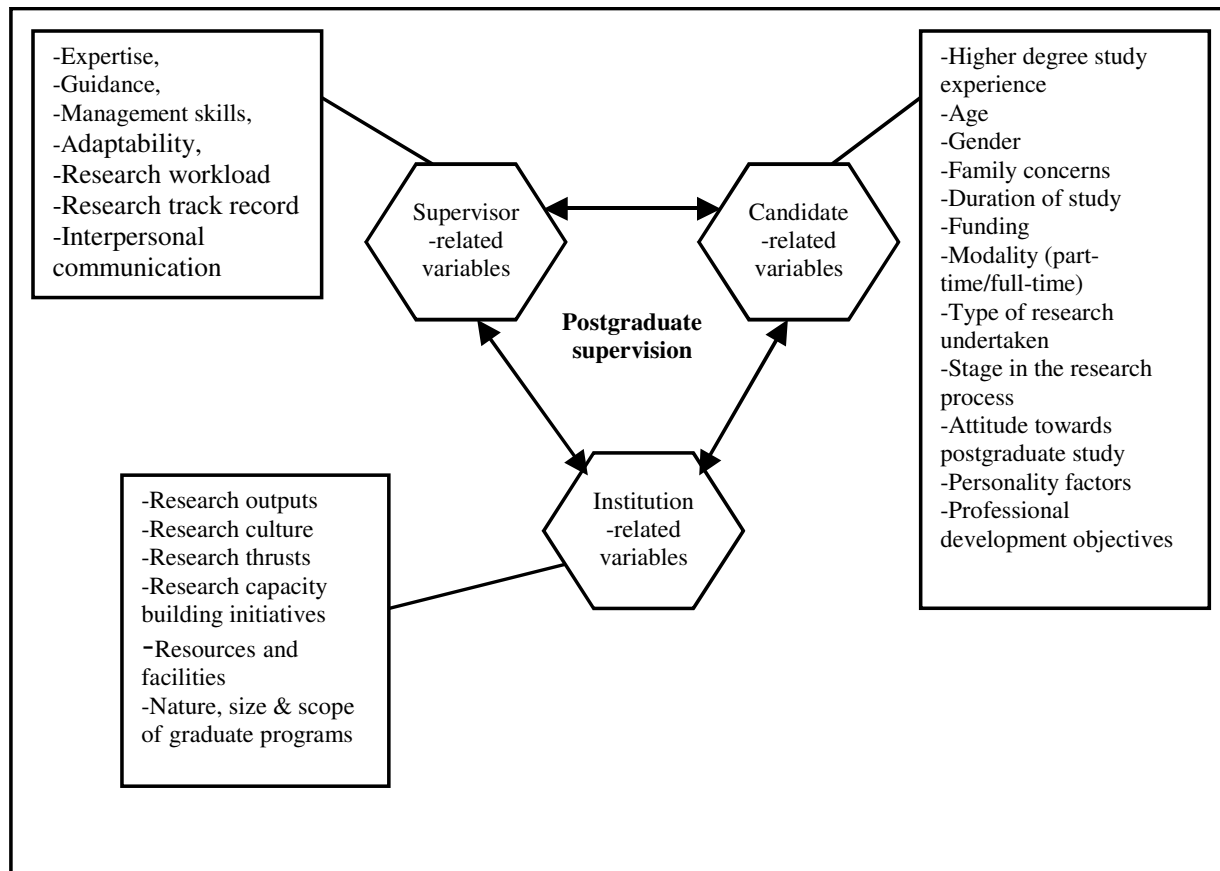 -Expertise,
-Guidance,
-Management skills,
-Adaptability,
-Research workload
-Research track record
-Interpersonal
communication
Supervisor
-related
variables
Candidate
-related
variables
-Higher degree study
experience
-Age
-Gender
-Family concerns
-Duration of study
-Funding
-Modality (part-
time/full-time)
-Type of research
undertaken
-Stage in the research
process
-Attitude towards
postgraduate study
-Personality factors
-Professional
development objectives
Postgraduate
supervision
-Research outputs
-Research culture
-Research thrusts
-Research capacity
building initiatives
-Resources and
facilities
-Nature, size & scope
of graduate programs
Institution
-related
variables